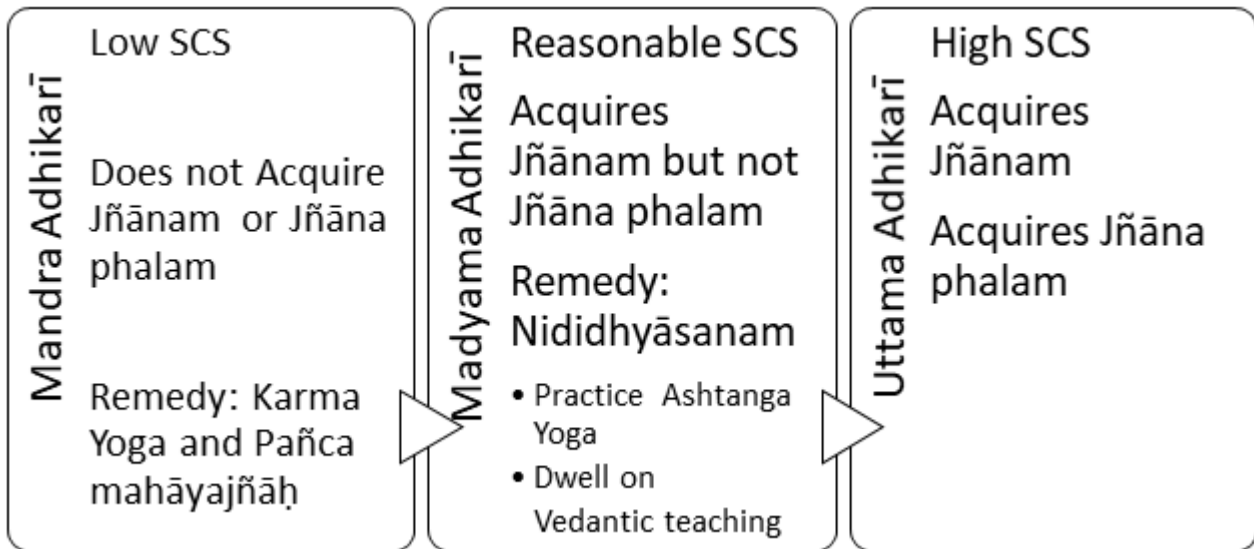 Mandra Adhikarī
Low SCS
Does not Acquire
Jñānam or Jñāna
phalam
Remedy: Karma
Yoga and Pañca
mahāyajñāḥ
Madyama Adhikarī
Reasonable SCS
Acquires
Jñānam but not
Jñāna phalam
Remedy:
Nididhyāsanam
• Practice Ashtanga
Yoga
• Dwell on
Vedantic teaching
Uttama Adhikarī
High SCS
Acquires
Jñānam
Acquires Jñāna
phalam